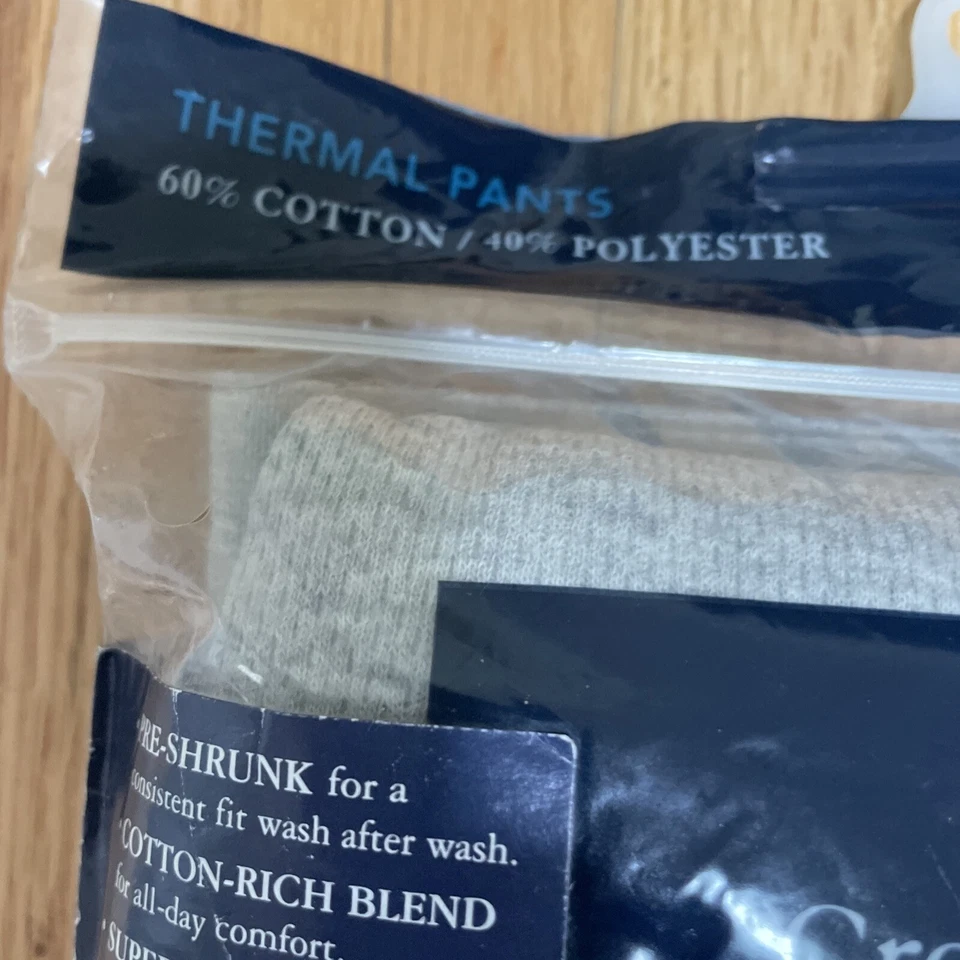 THERMAL PANTS
60% COTTON / 40% POLYESTER
• PRE-SHRUNK for a
consistent fit wash after wash.
• COTTON-RICH BLEND
for all-day comfort.